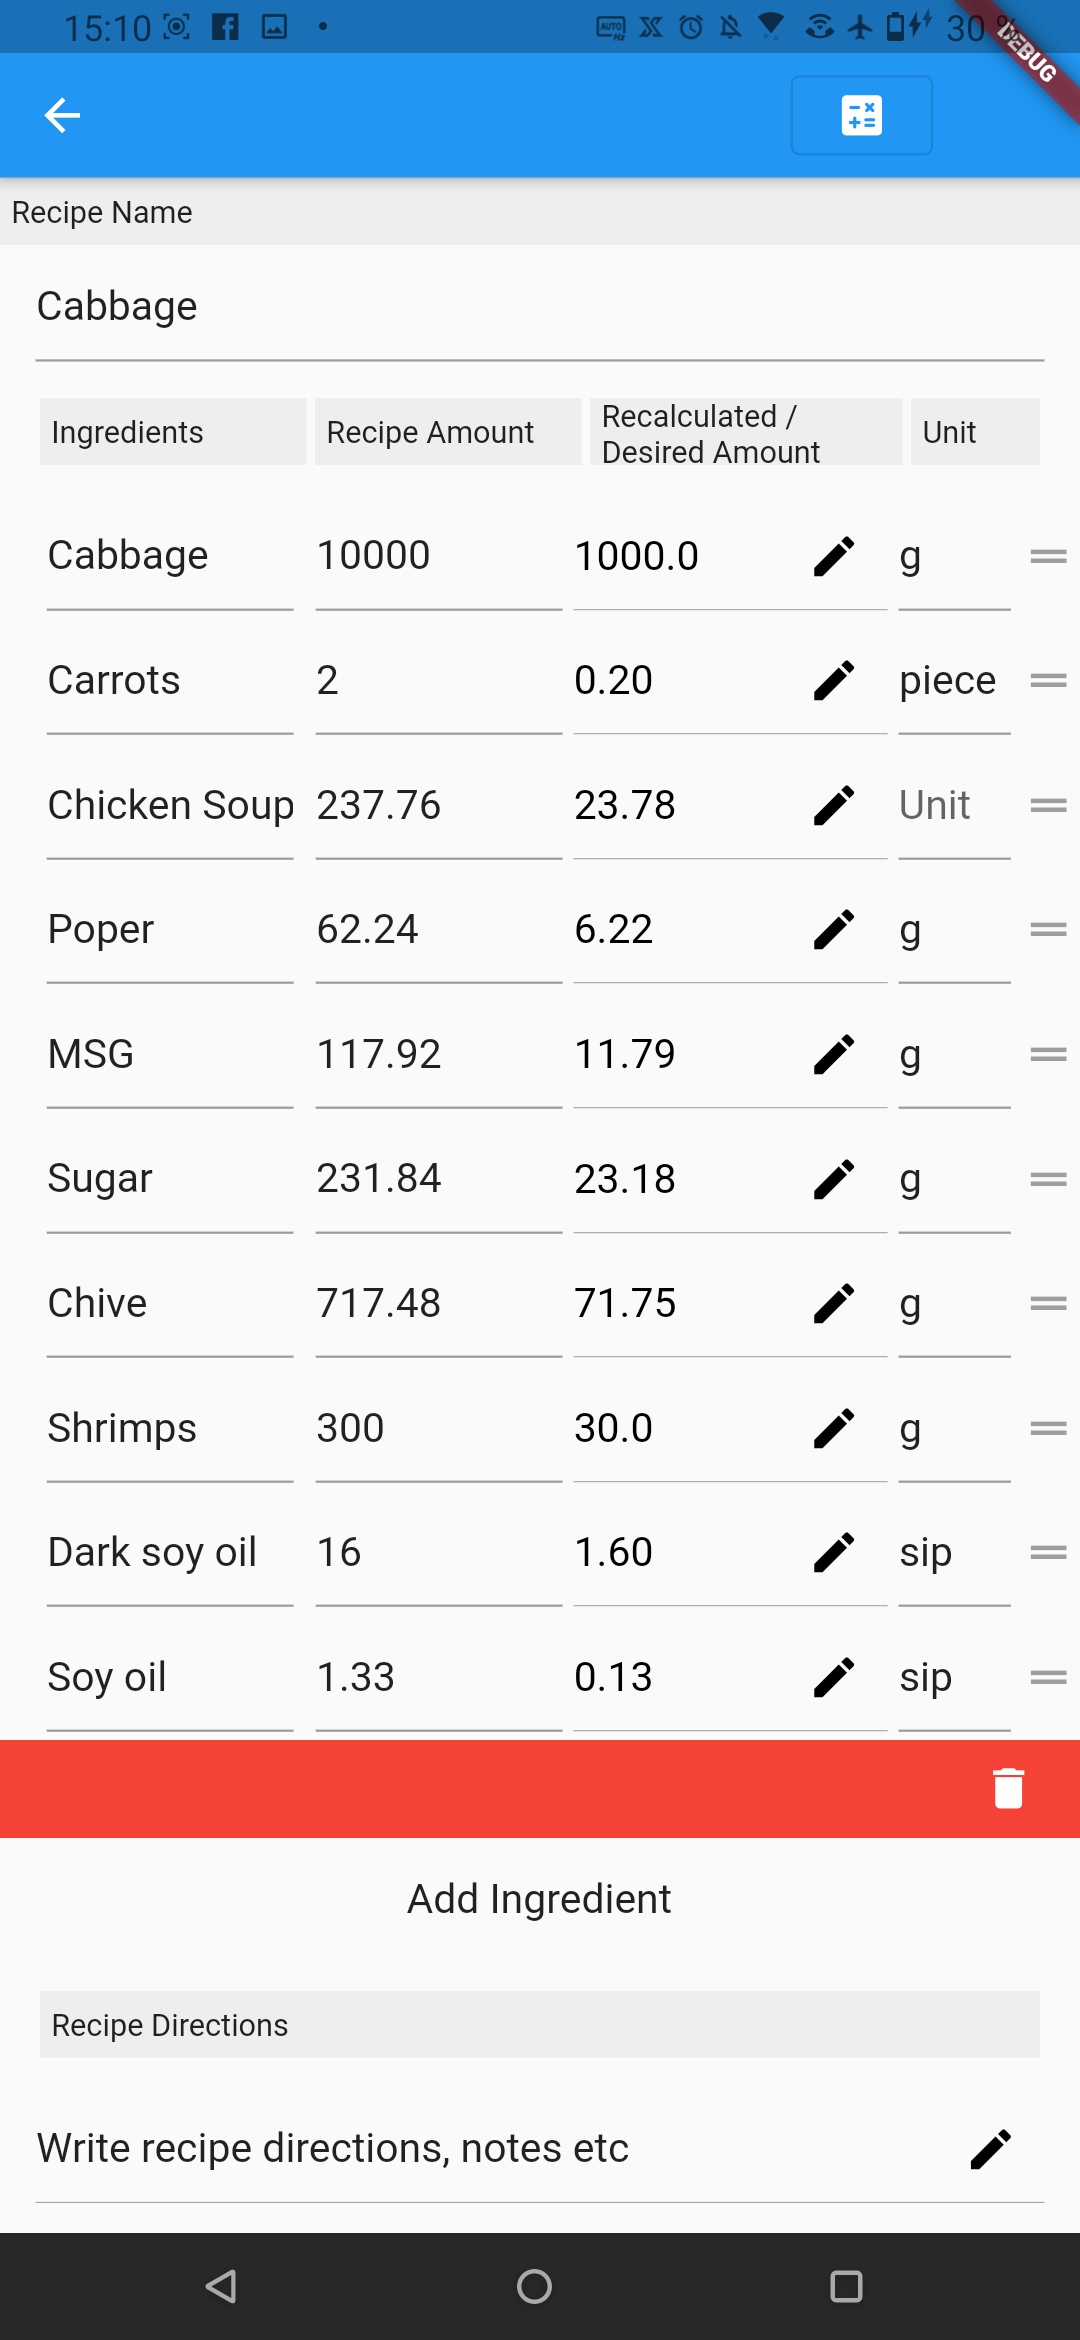 15:10
AUTO
Hz
30 %
DEBUG
Recipe Name
Cabbage
Ingredients Recipe Amount Recalculated / Desired Amount Unit
Cabbage 10000 1000.0 g
Carrots 2 0.20 piece
Chicken Soup 237.76 23.78 Unit
Poper 62.24 6.22 g
MSG 117.92 11.79 g
Sugar 231.84 23.18 g
Chive 717.48 71.75 g
Shrimps 300 30.0 g
Dark soy oil 16 1.60 sip
Soy oil 1.33 0.13 sip
Add Ingredient
Recipe Directions
Write recipe directions, notes etc